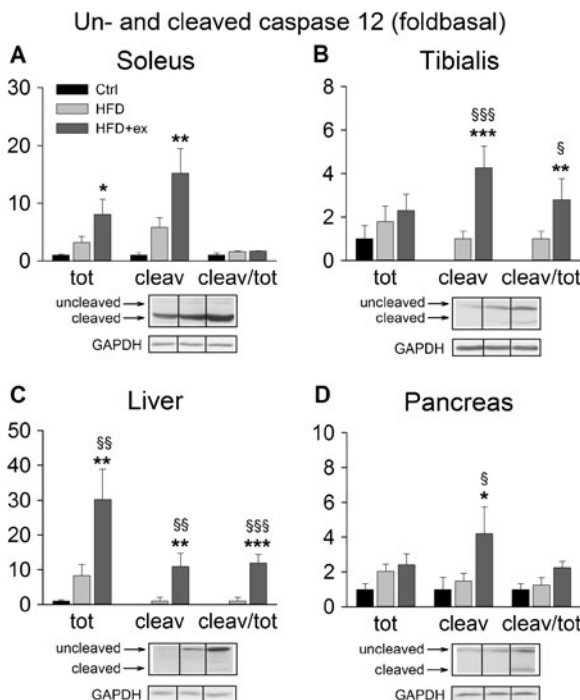 Un- and cleaved caspase 12 (foldbasal)
A Soleus
30
20
10
0
Ctrl
HFD
HFD+ex
*
**
tot cleav cleav/tot
uncleaved
cleaved
GAPDH
B Tibialis
8
6
4
2
0
§§§
***
§
**
tot cleav cleav/tot
uncleaved
cleaved
GAPDH
C Liver
50
40
30
20
10
0
§§
**
§§
**
§§§
***
tot cleav cleav/tot
uncleaved
cleaved
GAPDH
D Pancreas
10
8
6
4
2
0
§
*
tot cleav cleav/tot
uncleaved
cleaved
GAPDH